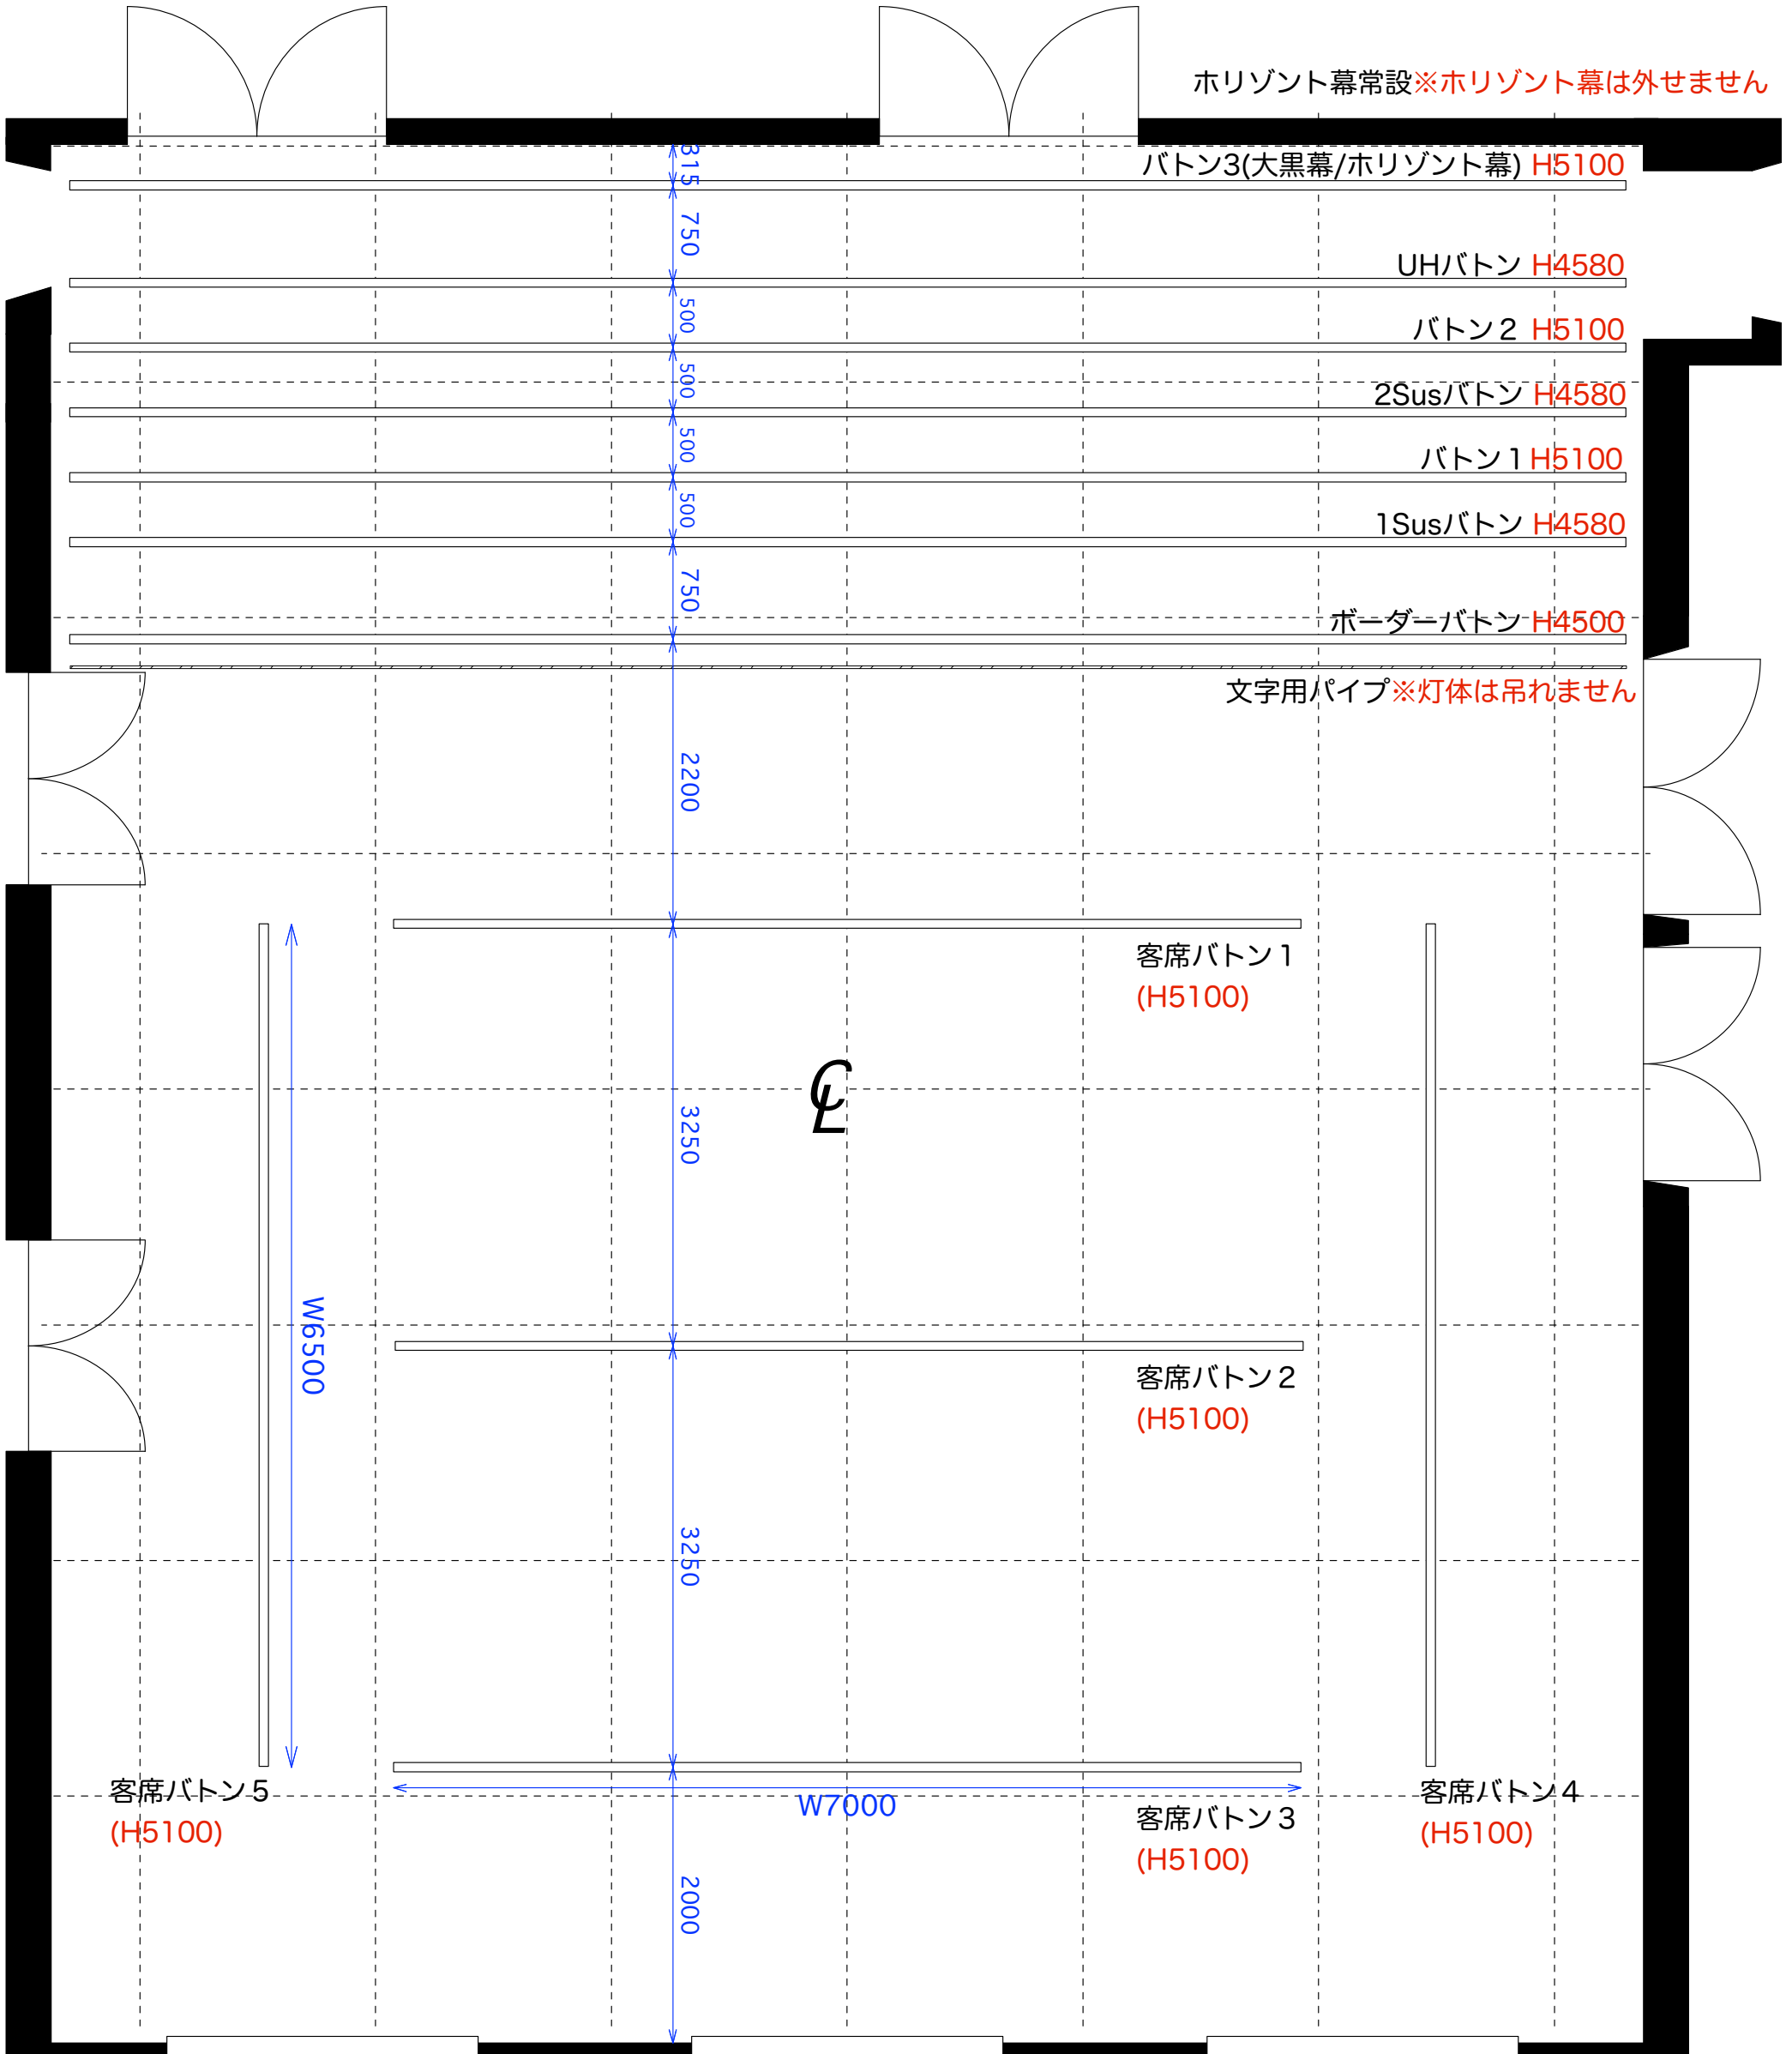 ホリゾント幕常設※ホリゾント幕は外せません
315
バトン3(大黒幕/ホリゾント幕) H5100
750
UHバトン H4580
500
バトン2 H5100
500
2Susバトン H4580
500
バトン1 H5100
500
1Susバトン H4580
750
ボーダーバトン H4500
文字用パイプ※灯体は吊れません
2200
客席バトン1
(H5100)
CL
3250
W6500
客席バトン2
(H5100)
3250
客席バトン5
(H5100)
W7000
客席バトン3
(H5100)
客席バトン4
(H5100)
2000